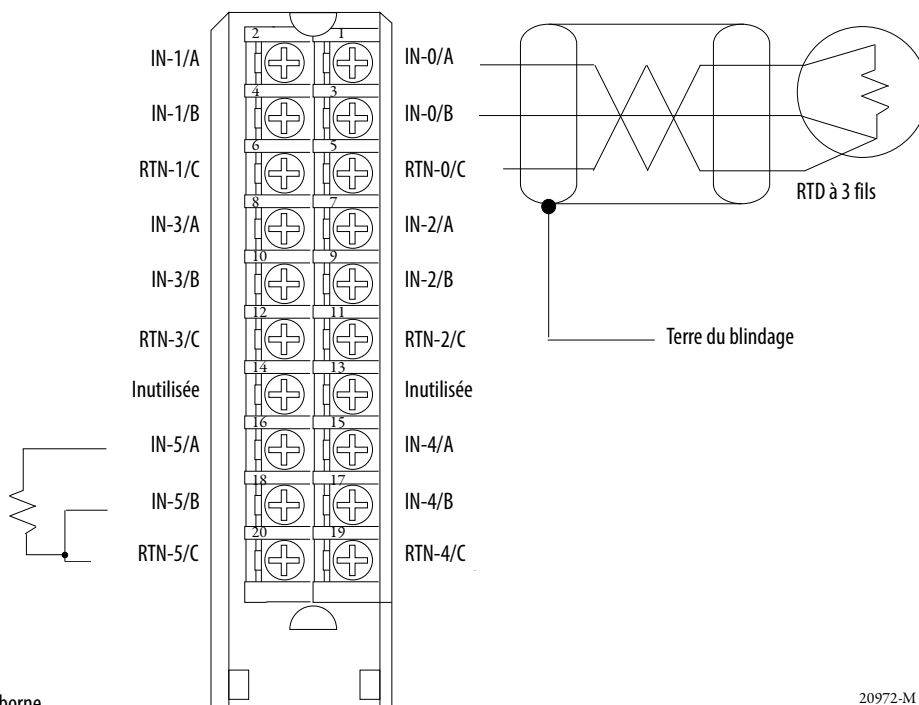 2 1
IN-1/A IN-0/A
4 3
IN-1/B IN-0/B
6 5
RTN-1/C RTN-0/C
RTD à 3 fils
8 7
IN-3/A IN-2/A
10 9
IN-3/B IN-2/B
12 11
RTN-3/C RTN-2/C
Terre du blindage
14 13
Inutilisée Inutilisée
16 15
IN-5/A IN-4/A
18 17
IN-5/B IN-4/B
20 19
RTN-5/C RTN-4/C
borne
20972-M